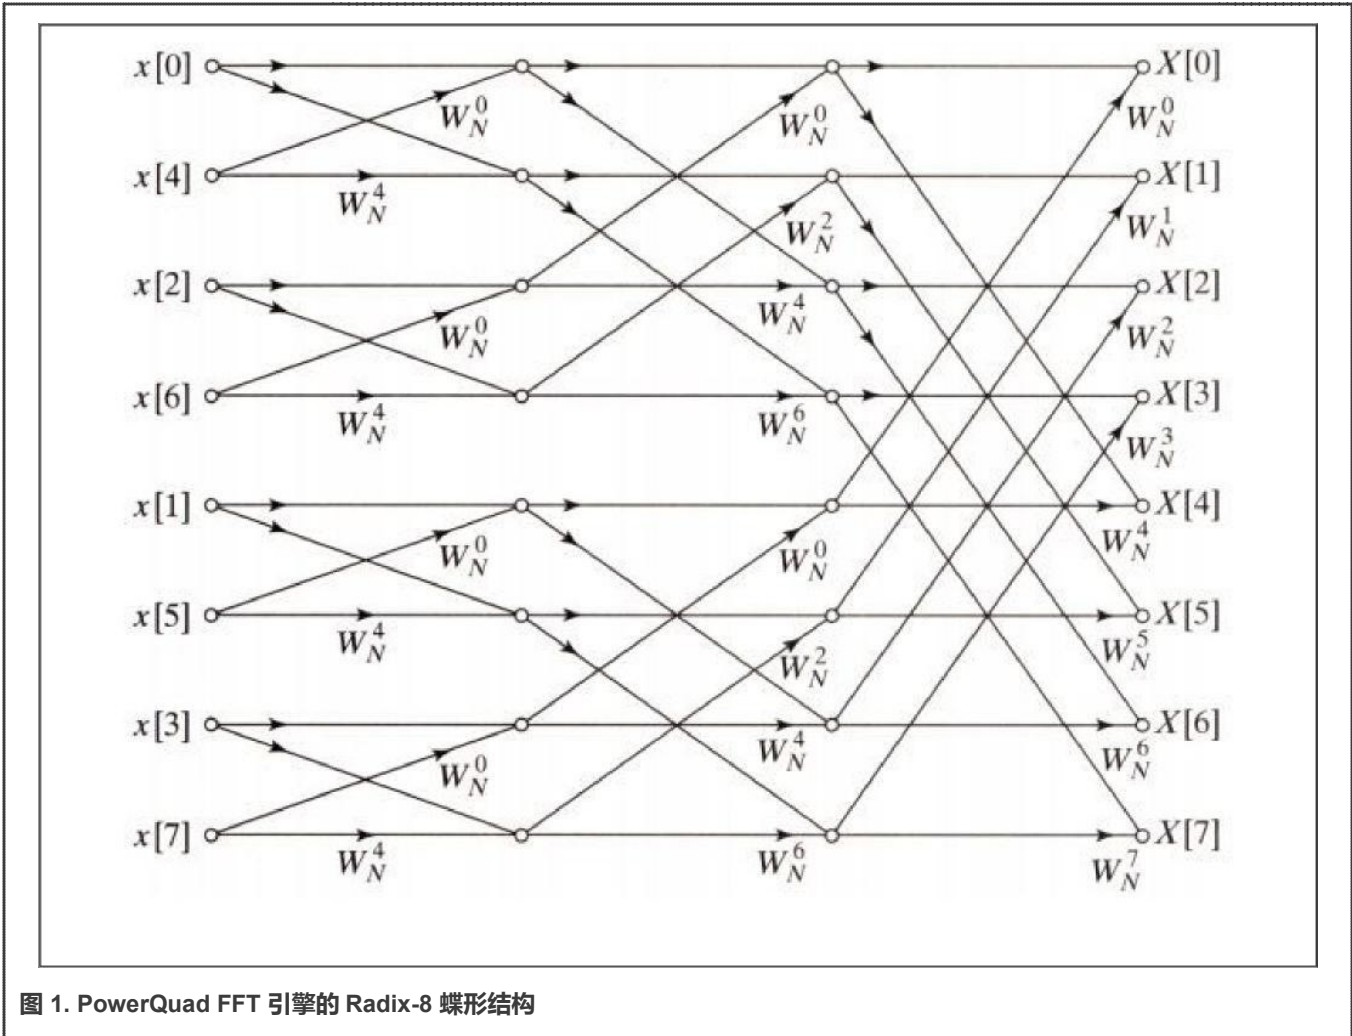 x[0] X[0]
W_N^0 W_N^0 W_N^0
x[4] X[1]
W_N^4 W_N^2 W_N^1
x[2] X[2]
W_N^0 W_N^4 W_N^2
x[6] X[3]
W_N^4 W_N^6 W_N^3
x[1] X[4]
W_N^0 W_N^0 W_N^4
x[5] X[5]
W_N^4 W_N^2 W_N^5
x[3] X[6]
W_N^0 W_N^4 W_N^6
x[7] X[7]
W_N^4 W_N^6 W_N^7
图 1. PowerQuad FFT 引擎的 Radix-8 蝶形结构